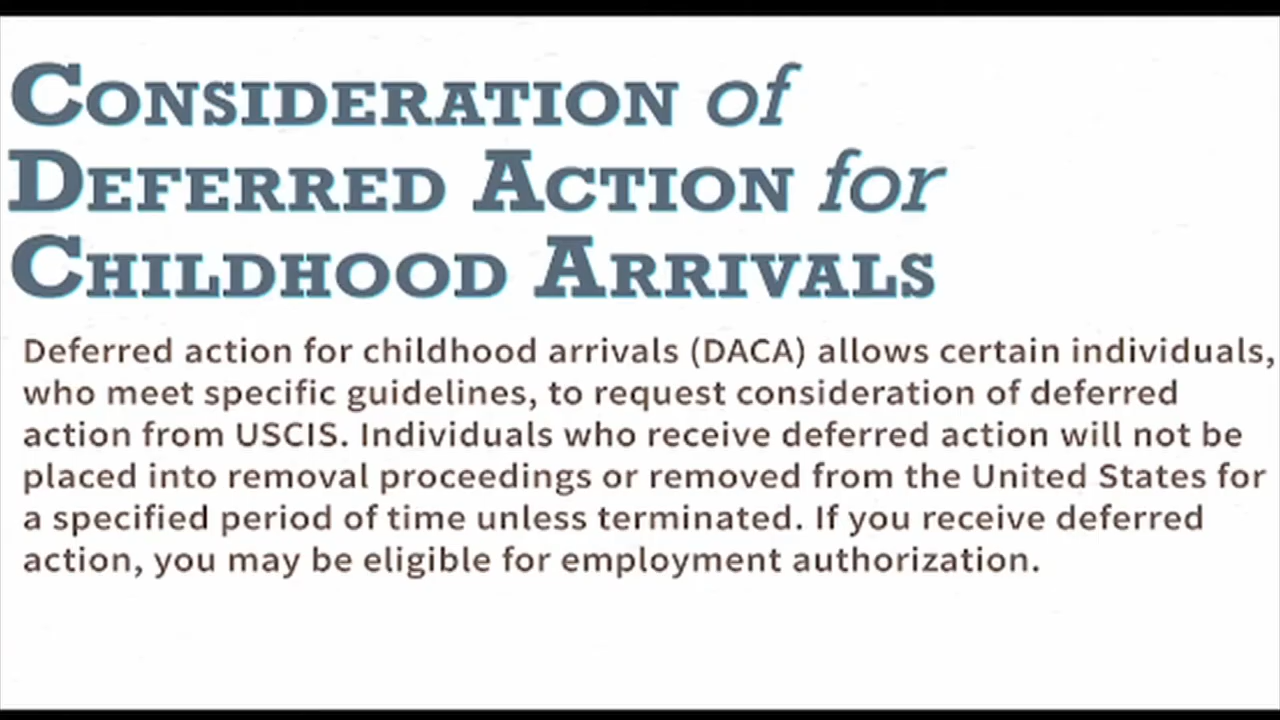 CONSIDERATION of
DEFERRED ACTION for
CHILDHOOD ARRIVALS
Deferred action for childhood arrivals (DACA) allows certain individuals,
who meet specific guidelines, to request consideration of deferred
action from USCIS. Individuals who receive deferred action will not be
placed into removal proceedings or removed from the United States for
a specified period of time unless terminated. If you receive deferred
action, you may be eligible for employment authorization.